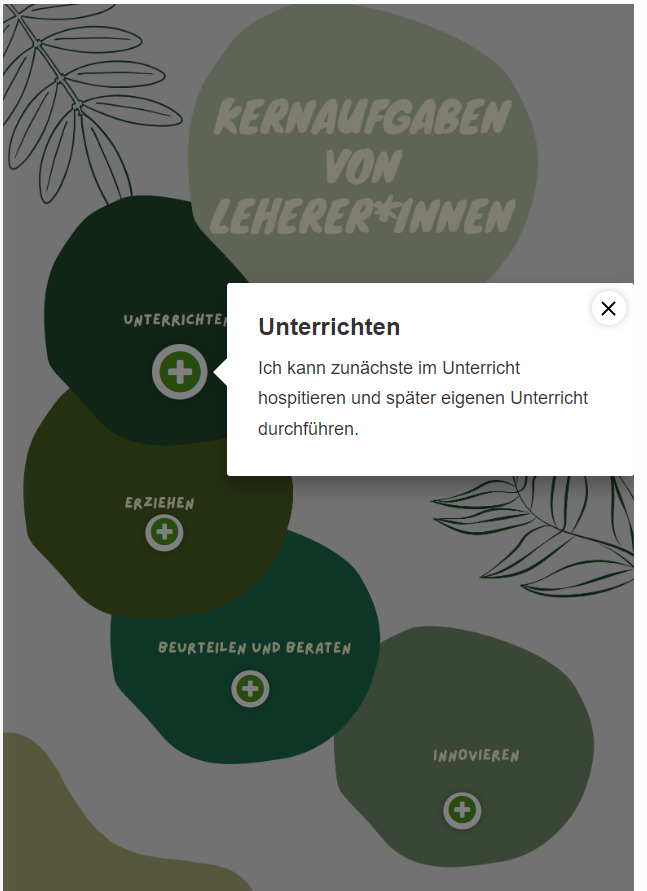 KERNAUFGABEN
VON
LEHERER*INNEN
UNTERRICHTEN
Unterrichten
Ich kann zunächste im Unterricht
hospitieren und später eigenen Unterricht
durchführen.
ERZIEHEN
BEURTEILEN UND BERATEN
INNOVIEREN